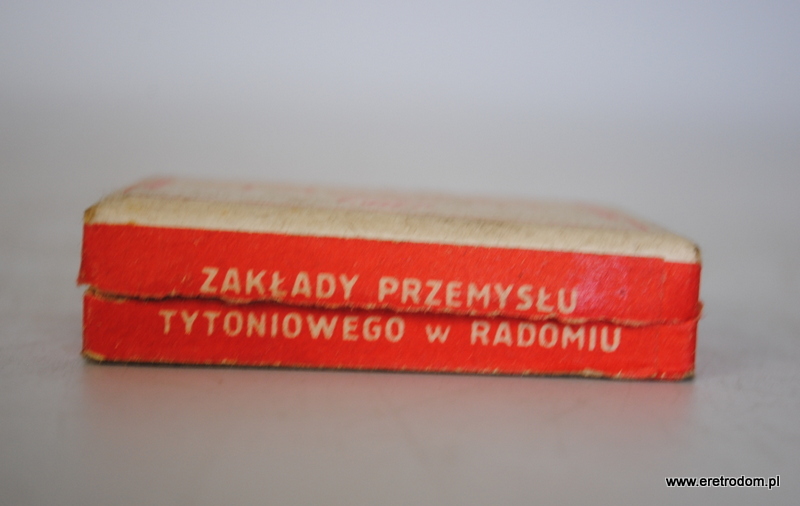 ZAKŁADY PRZEMYSŁU
TYTONIOWEGO w RADOMIU
www.eretrodom.pl